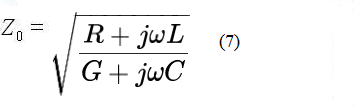 Z₀ = √((R + jωL)/(G + jωC)) (7)